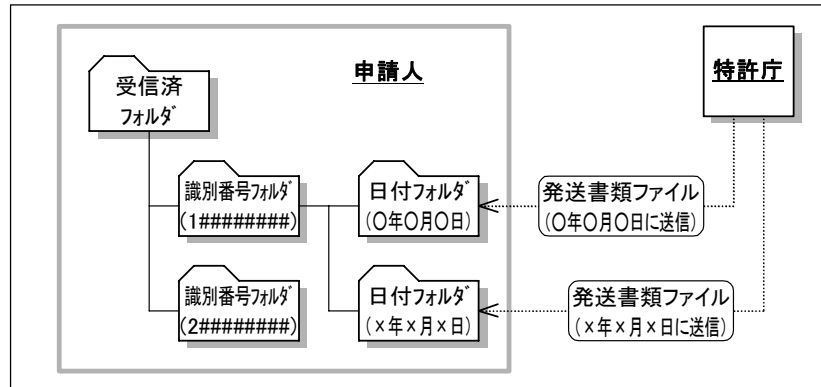 申請人
特許庁
受信済
フォルダ
識別番号フォルダ
(1########)
日付フォルダ
(○年○月○日)
発送書類ファイル
(○年○月○日に送信)
識別番号フォルダ
(2########)
日付フォルダ
(×年×月×日)
発送書類ファイル
(×年×月×日に送信)